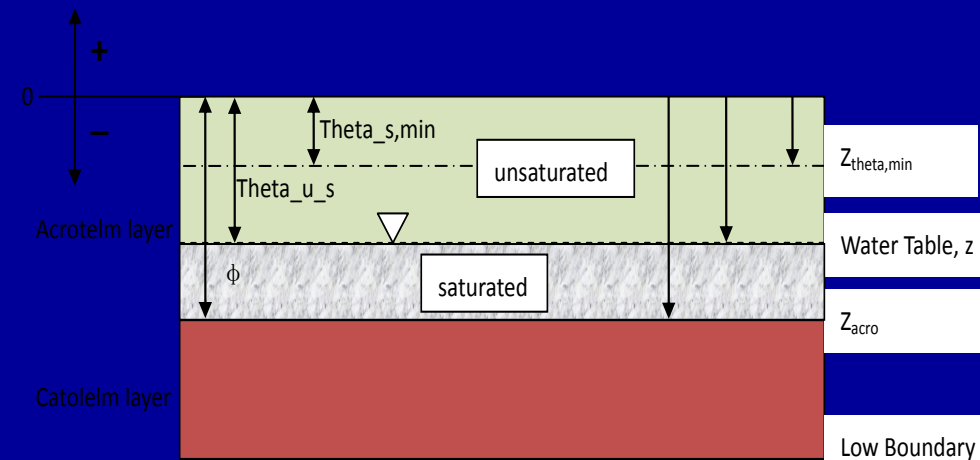 +
0
−
Theta_s,min
Theta_u_s
unsaturated
Z_theta,min
Acrotelm layer
Water Table, z
ϕ
saturated
Z_acro
Catolelm layer
Low Boundary